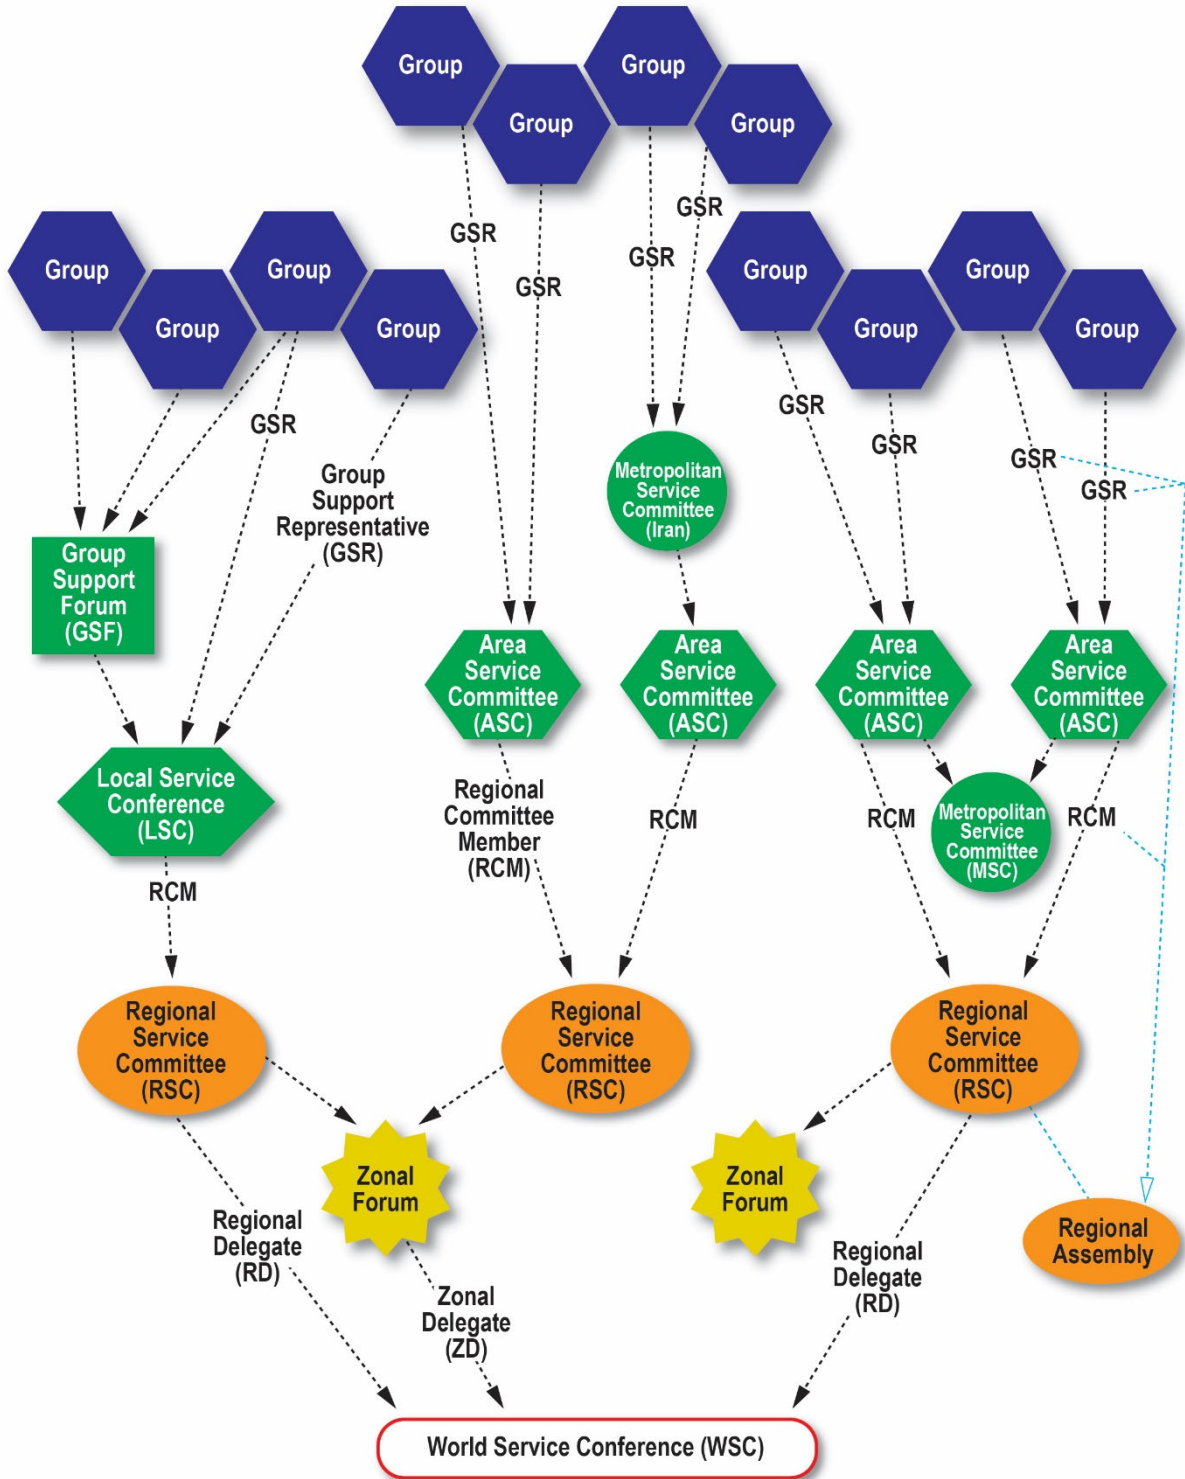 Group
Group
Group
Group
GSR
GSR
GSR
GSR
Group
Group
Group
Group
Group
Group
Group
Group
GSR
GSR
GSR
GSR
GSR
Group
Support
Representative
(GSR)
Metropolitan
Service
Committee
(Iran)
Group
Support
Forum
(GSF)
Area
Service
Committee
(ASC)
Area
Service
Committee
(ASC)
Area
Service
Committee
(ASC)
Area
Service
Committee
(ASC)
Local Service
Conference
(LSC)
Regional
Committee
Member
(RCM)
RCM
RCM
Metropolitan
Service
Committee
(MSC)
RCM
RCM
Regional
Service
Committee
(RSC)
Regional
Service
Committee
(RSC)
Regional
Service
Committee
(RSC)
Zonal
Forum
Zonal
Forum
Regional
Assembly
Regional
Delegate
(RD)
Zonal
Delegate
(ZD)
Regional
Delegate
(RD)
World Service Conference (WSC)